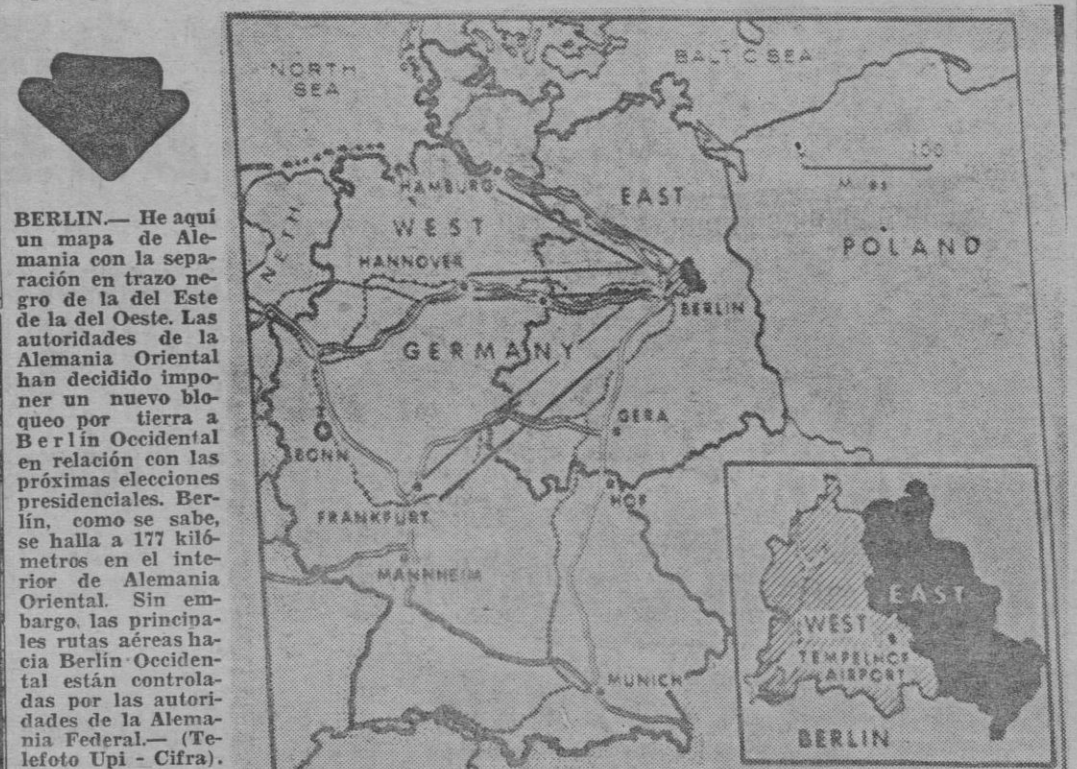 BERLIN.— He aquí
un mapa de Ale-
mania con la sepa-
ración en trazo ne-
gro de la del Este
de la del Oeste. Las
autoridades de la
Alemania Oriental
han decidido impo-
ner un nuevo blo-
queo por tierra a
Berlín Occidental
en relación con las
próximas elecciones
presidenciales. Ber-
lín, como se sabe,
se halla a 177 kiló-
metros en el inte-
rior de Alemania
Oriental. Sin em-
bargo, las principa-
les rutas aéreas ha-
cia Berlín Occiden-
tal están controla-
das por las autori-
dades de la Alema-
nia Federal.— (Te-
lefoto Upi - Cifra).
NORTH
SEA
BALTIC SEA
100
Miles
HAMBURG
EAST
WEST
NETH
POLAND
HANNOVER
BERLIN
GERMANY
GERA
BONN
HOF
FRANKFURT
MANNHEIM
MUNICH
EAST
WEST
TEMPELHOF
AIRPORT
BERLIN